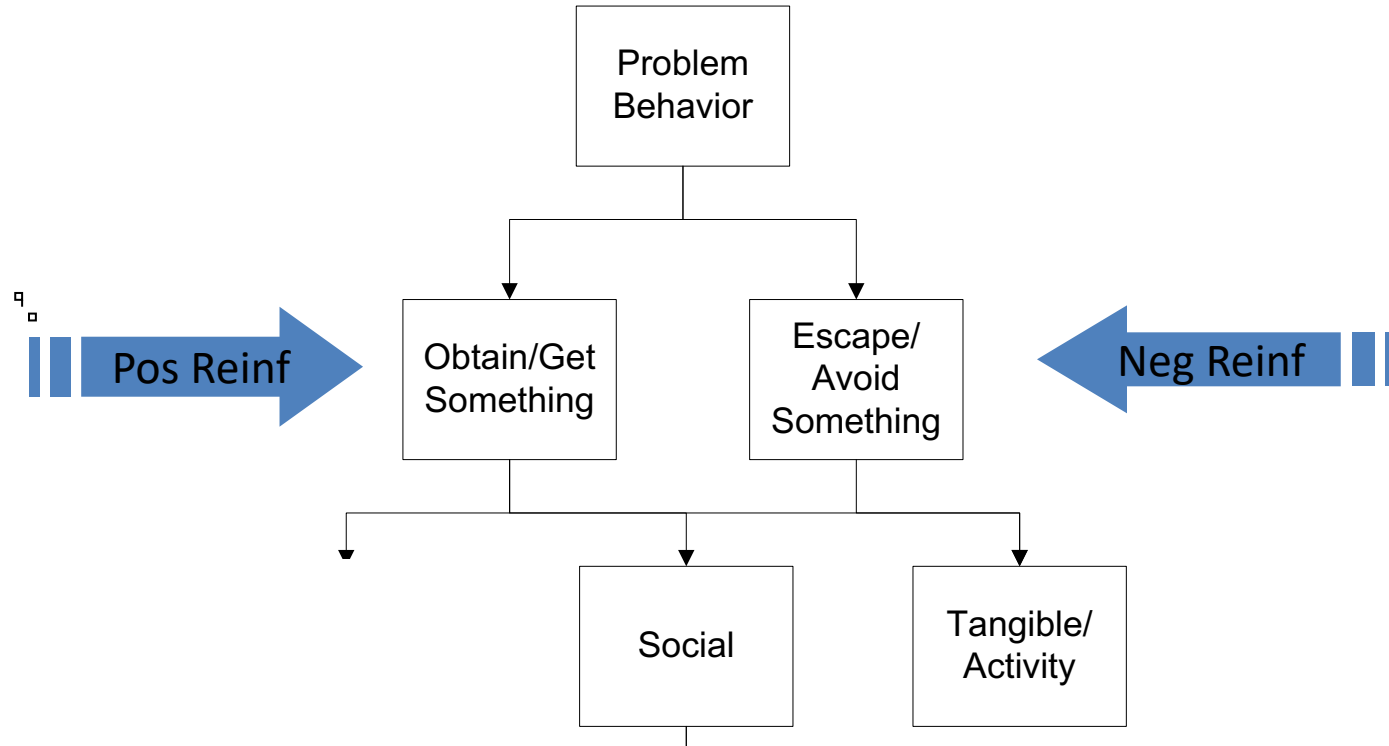 Problem
Behavior
Pos Reinf
Obtain/Get
Something
Escape/
Avoid
Something
Neg Reinf
Social
Tangible/
Activity